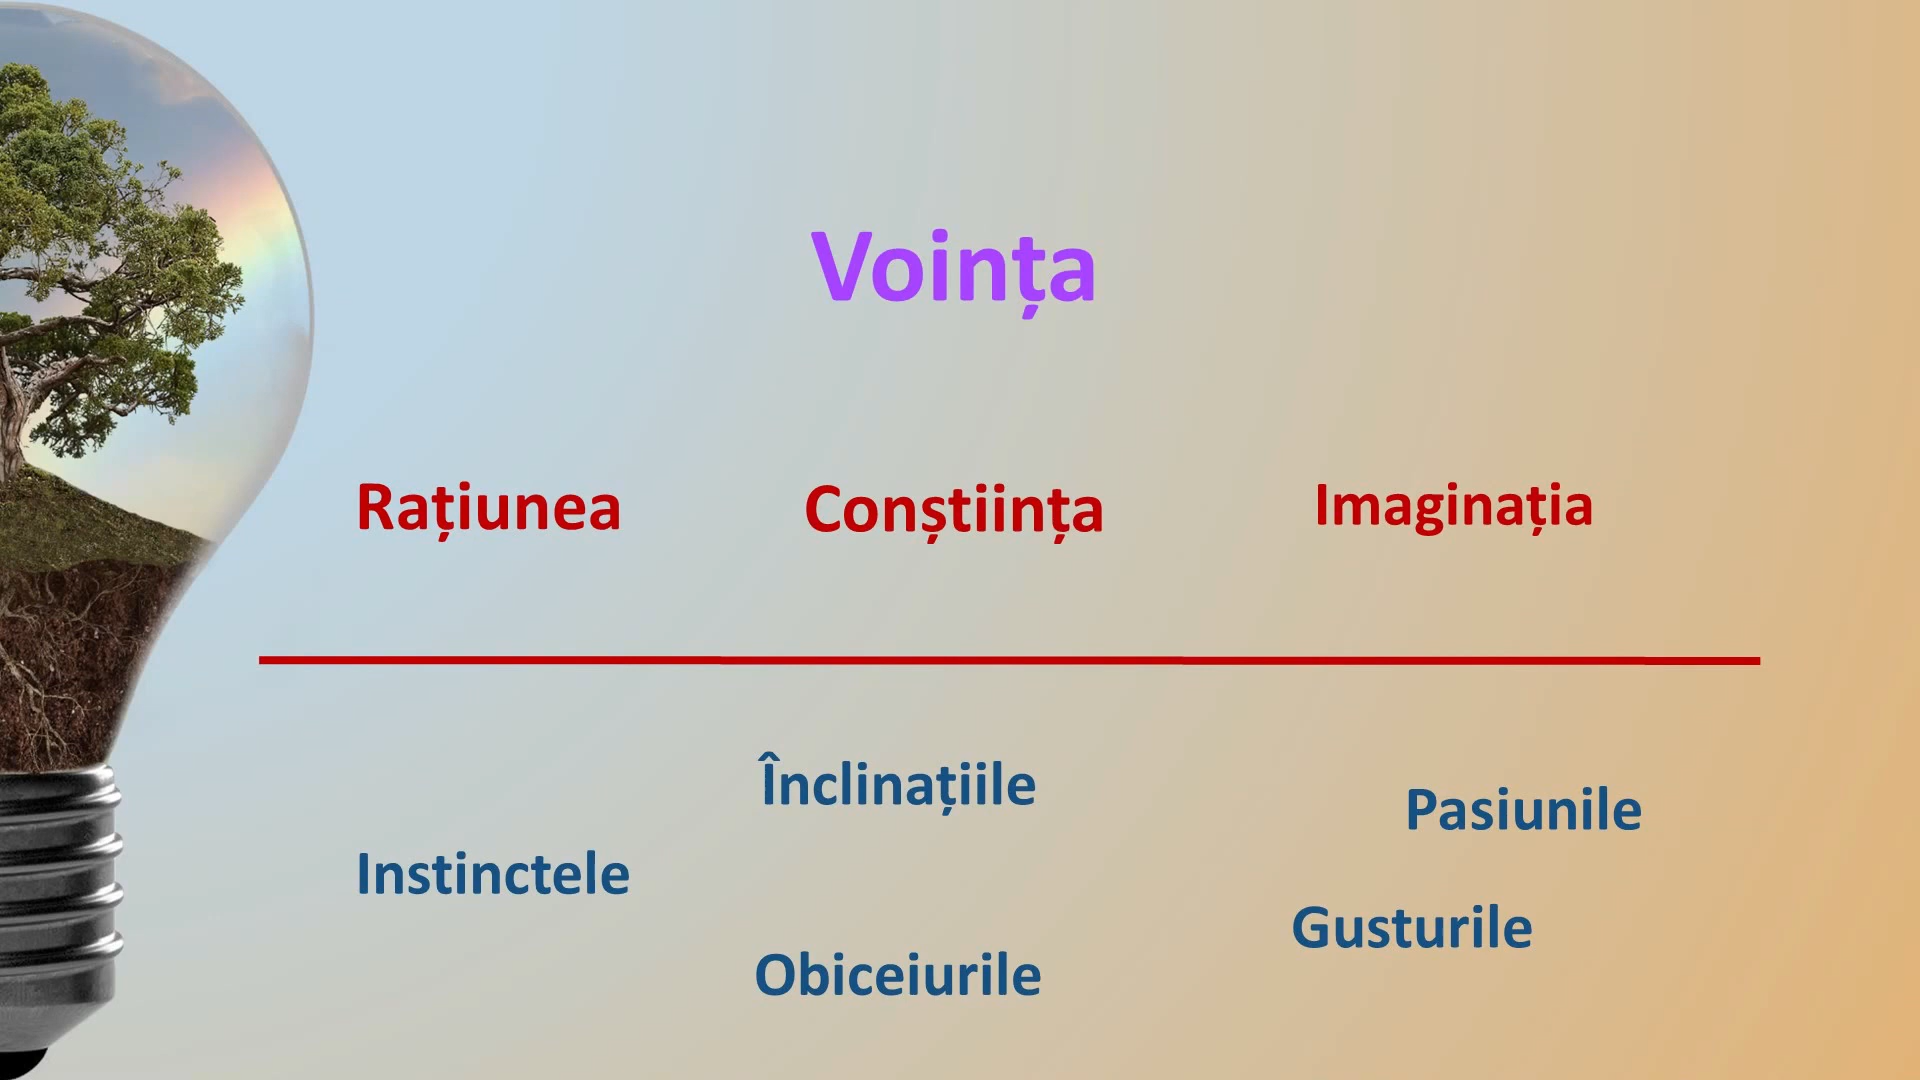 Voința
Rațiunea
Conștiința
Imaginația
Înclinațiile
Pasiunile
Instinctele
Gusturile
Obiceiurile